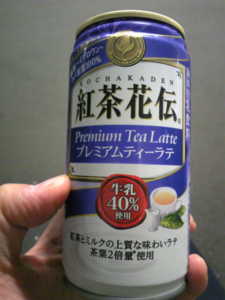 KOCHAKADEN
紅茶花伝
Premium Tea Latte
プレミアムティーラテ
牛乳
40%
使用
紅茶とミルクの上質な味わいラテ
茶葉2倍量*使用